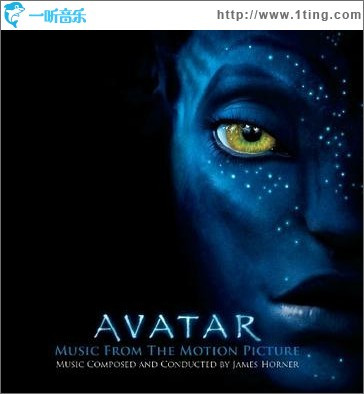 一听音乐
http://www.1ting.com
AVATAR
MUSIC FROM THE MOTION PICTURE
MUSIC COMPOSED AND CONDUCTED BY JAMES HORNER